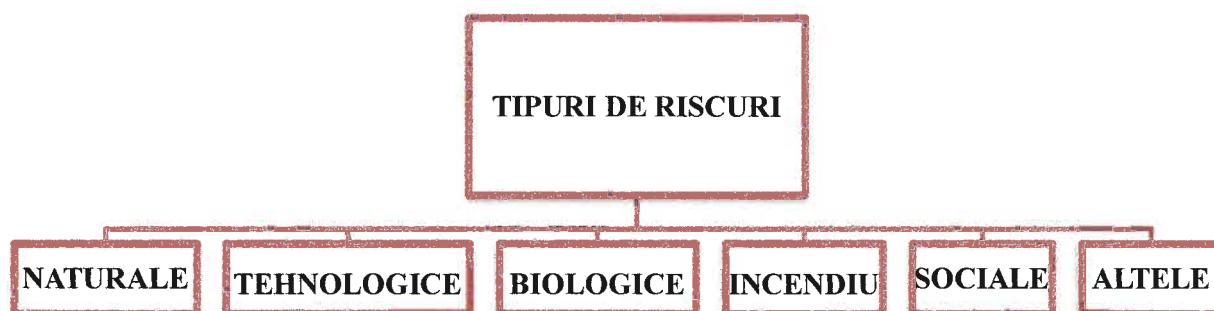 TIPURI DE RISCURI
NATURALE
TEHNOLOGICE
BIOLOGICE
INCENDIU
SOCIALE
ALTELE